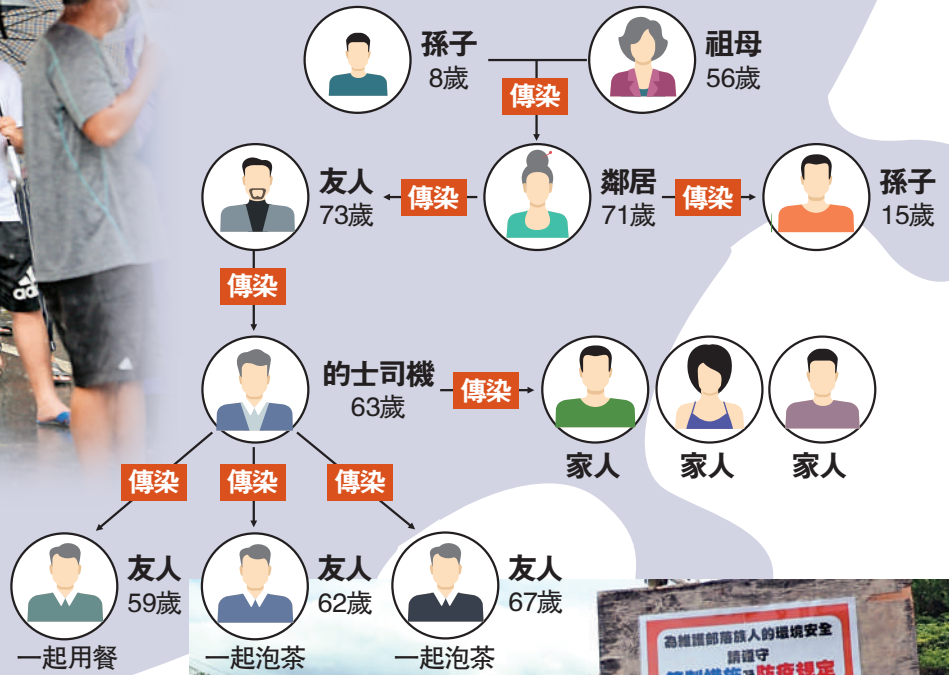 孫子
8歲
祖母
56歲
傳染
友人
73歲
傳染
鄰居
71歲
傳染
孫子
15歲
傳染
的士司機
63歲
傳染
家人
家人
家人
傳染
傳染
傳染
友人
59歲
友人
62歲
友人
67歲
一起用餐
一起泡茶
一起泡茶
為維護部落族人的環境安全
請遵守
防疫規定